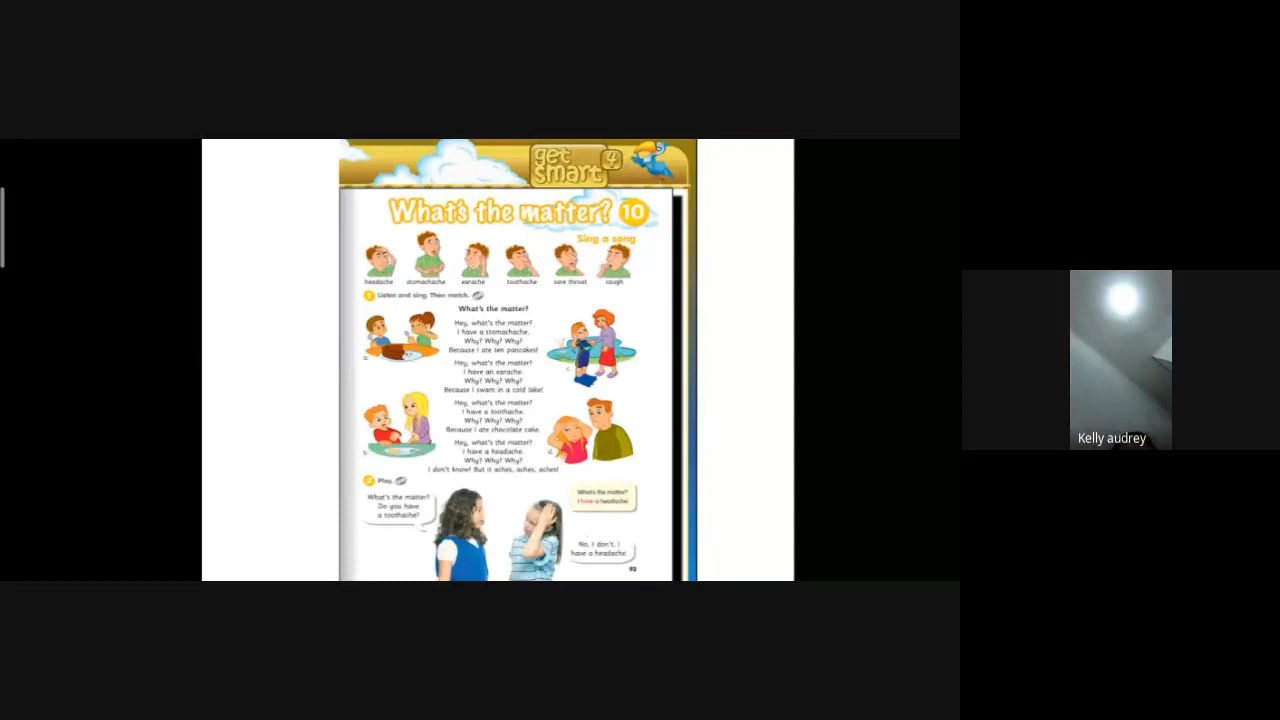 get
smart 4
What's the matter? 10
Sing a song
headache stomachache earache toothache sore throat cough
1 Listen and sing. Then match.
What's the matter?
Hey, what's the matter?
I have a stomachache.
Why? Why? Why?
Because I ate ten pancakes!
a.
Hey, what's the matter?
I have an earache.
Why? Why? Why?
Because I swam in a cold lake!
c.
Hey, what's the matter?
I have a toothache.
Why? Why? Why?
Because I ate chocolate cake.
Hey, what's the matter?
I have a headache.
Why? Why? Why?
I don't know! But it aches, aches, aches!
b.
d.
2 Play.
What's the matter?
Do you have
a toothache?
What's the matter?
I have a headache
No, I don't. I
have a headache.
93
Kelly audrey